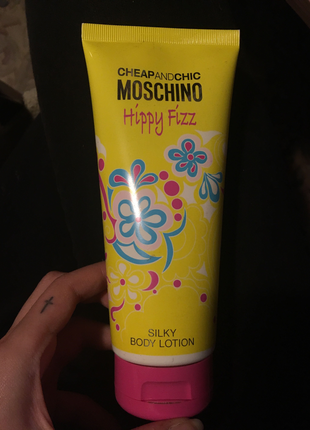 CHEAPANDCHIC
MOSCHINO
Hippy Fizz
SILKY
BODY LOTION